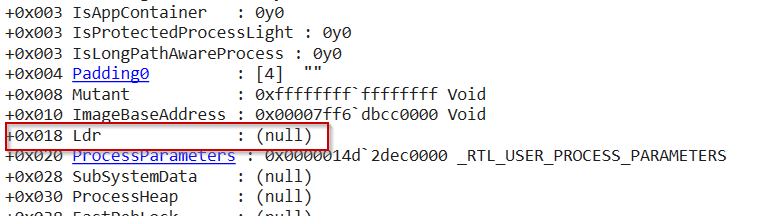 +0x003 IsAppContainer   : 0y0
+0x003 IsProtectedProcessLight : 0y0
+0x003 IsLongPathAwareProcess : 0y0
+0x004 Padding0         : [4]  ""
+0x008 Mutant           : 0xffffffff`ffffffff Void
+0x010 ImageBaseAddress : 0x00007ff6`dbcc0000 Void
+0x018 Ldr              : (null)
+0x020 ProcessParameters : 0x0000014d`2dec0000 _RTL_USER_PROCESS_PARAMETERS
+0x028 SubSystemData    : (null)
+0x030 ProcessHeap      : (null)
+0x038 FastPebLock      : (null)